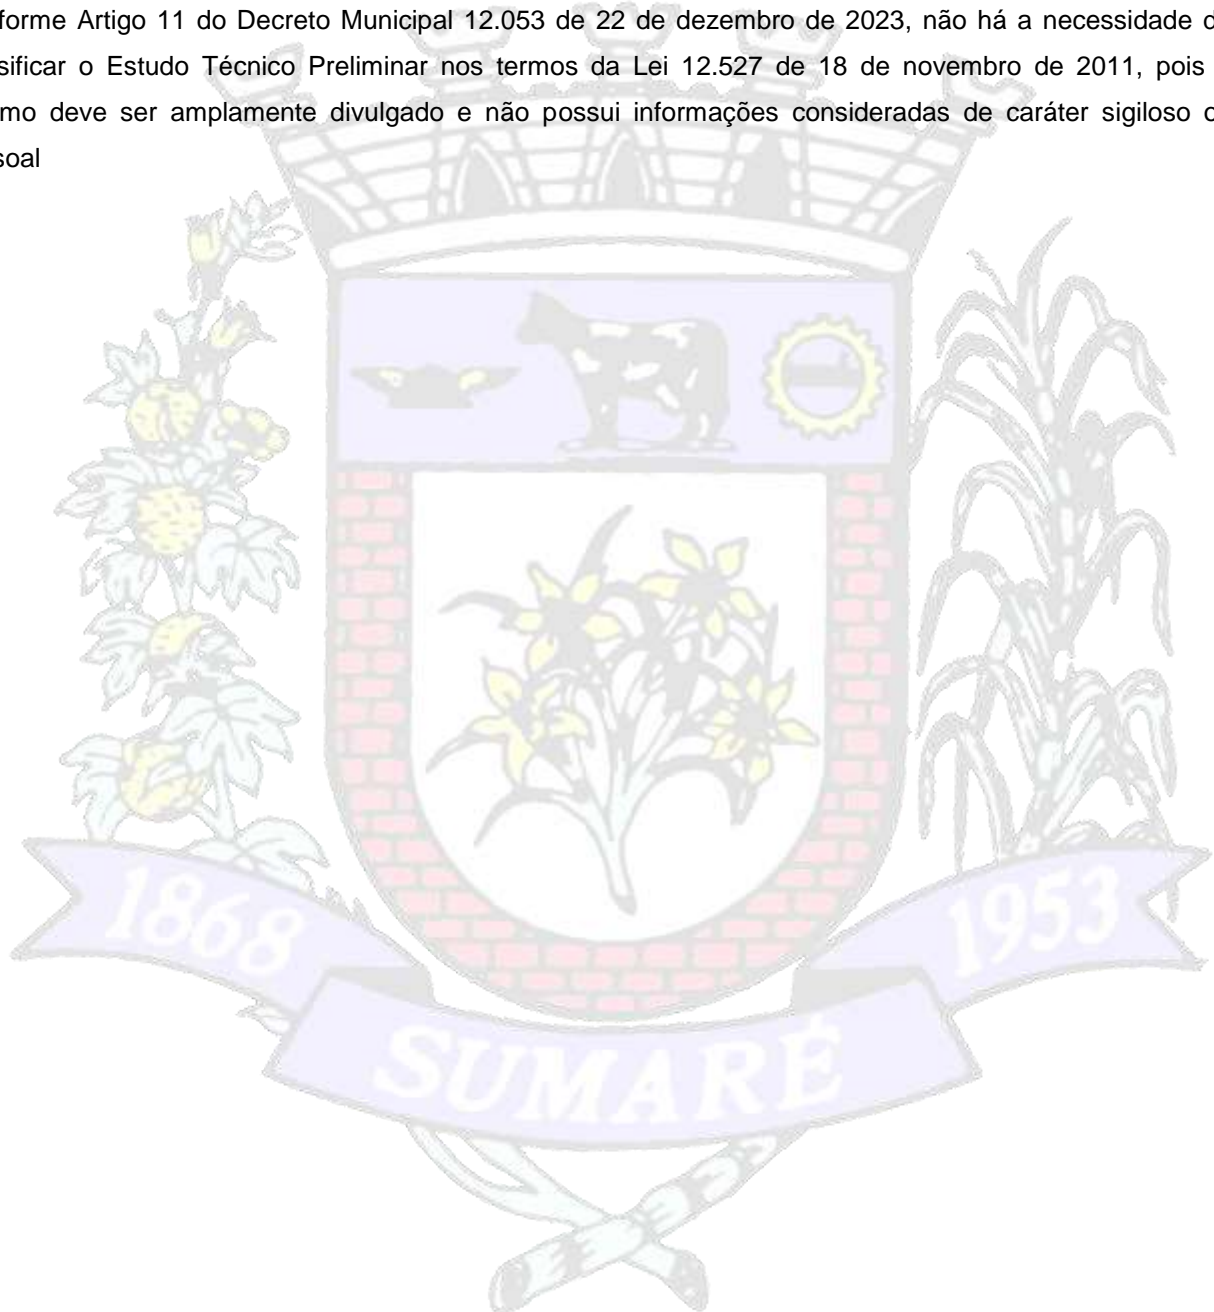 forme Artigo 11 do Decreto Municipal 12.053 de 22 de dezembro de 2023, não há a necessidade d
sificar o Estudo Técnico Preliminar nos termos da Lei 12.527 de 18 de novembro de 2011, pois
mo deve ser amplamente divulgado e não possui informações consideradas de caráter sigiloso o
soal
1868
1953
SUMARÉ